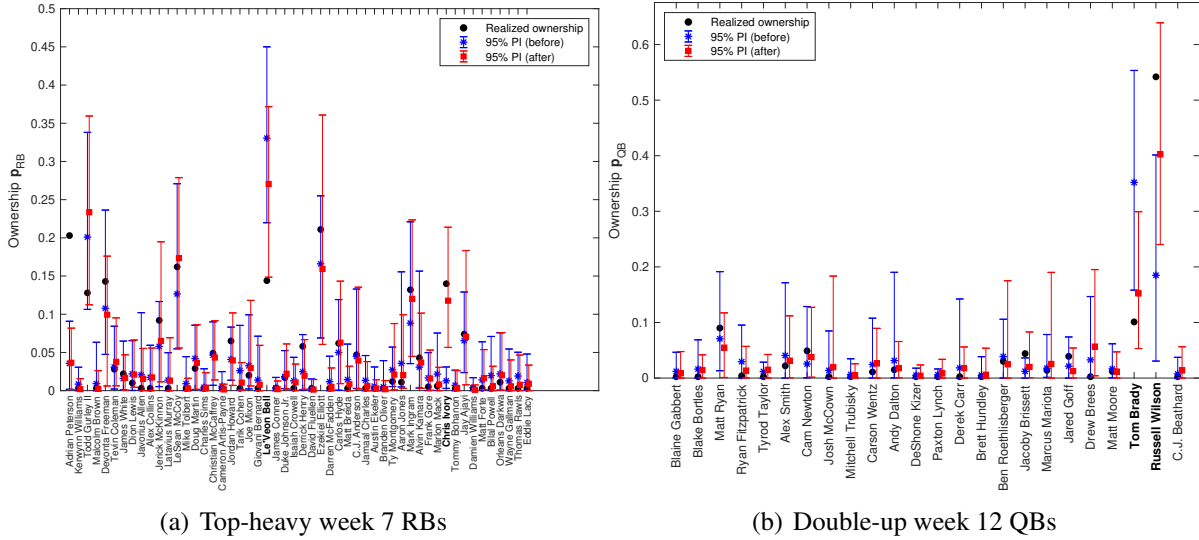 0.5
0.45
0.4
0.35
0.3
0.25
0.2
0.15
0.1
0.05
0
Ownership pRB
Realized ownership
95% PI (before)
95% PI (after)
Adrian Peterson
Kerwynn Williams
Todd Gurley II
Malcolm Brown
Devonta Freeman
Tevin Coleman
James White
Dion Lewis
Javorius Allen
Alex Collins
Jerick McKinnon
Latavius Murray
LeSean McCoy
Mike Tolbert
Doug Martin
Charles Sims
Christian McCaffrey
Cameron Artis-Payne
Jordan Howard
Tarik Cohen
Joe Mixon
Giovani Bernard
Le'Veon Bell
James Conner
Duke Johnson Jr.
Isaiah Crowell
Derrick Henry
David Fluellen
Ezekiel Elliott
Darren McFadden
Carlos Hyde
Matt Breida
C.J. Anderson
Jamaal Charles
Austin Ekeler
Branden Oliver
Ty Montgomery
Aaron Jones
Mark Ingram
Alvin Kamara
Frank Gore
Marlon Mack
Chris Ivory
Tommy Bohanon
Jay Ajayi
Damien Williams
Matt Forte
Bilal Powell
Orleans Darkwa
Wayne Gallman
Thomas Rawls
Eddie Lacy
(a) Top-heavy week 7 RBs
0.6
0.5
0.4
0.3
0.2
0.1
0
Ownership pQB
Realized ownership
95% PI (before)
95% PI (after)
Blaine Gabbert
Blake Bortles
Matt Ryan
Ryan Fitzpatrick
Tyrod Taylor
Alex Smith
Cam Newton
Josh McCown
Mitchell Trubisky
Carson Wentz
Andy Dalton
DeShone Kizer
Paxton Lynch
Derek Carr
Brett Hundley
Ben Roethlisberger
Jacoby Brissett
Marcus Mariota
Jared Goff
Drew Brees
Matt Moore
Tom Brady
Russell Wilson
C.J. Beathard
(b) Double-up week 12 QBs